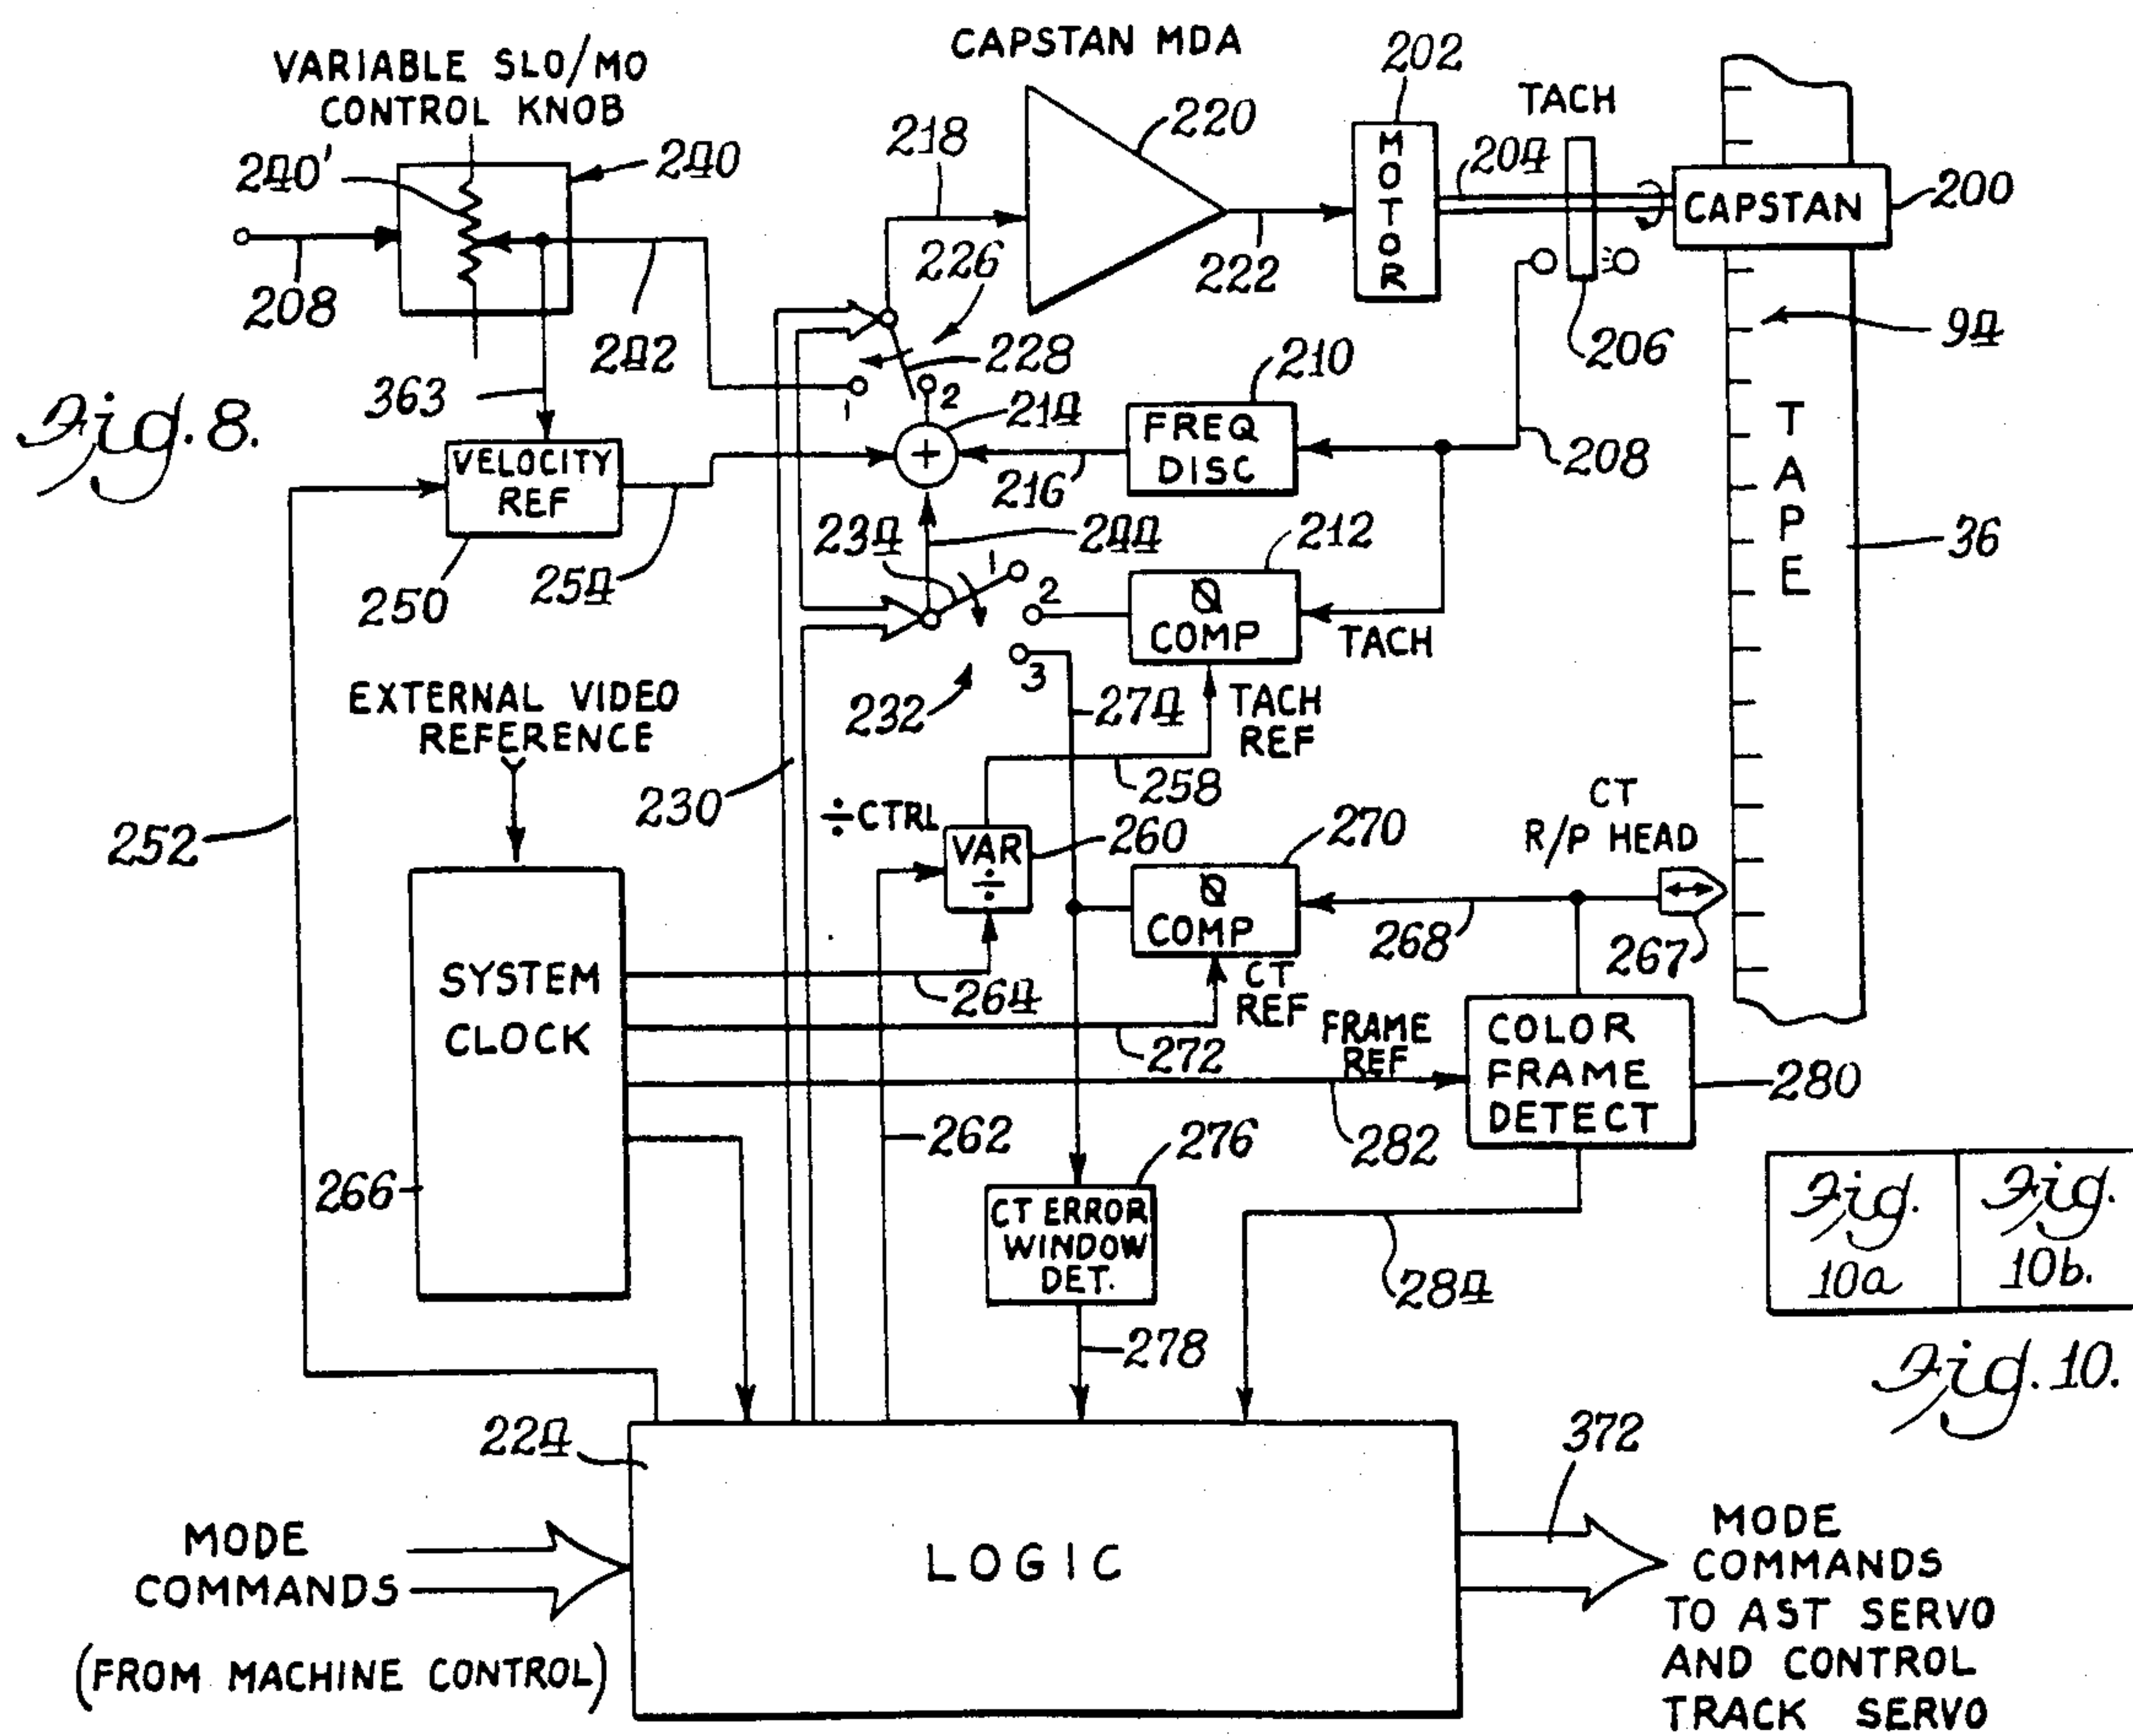 CAPSTAN MDA
202
VARIABLE SLO/MO
CONTROL KNOB
TACH
240'
240
218
220
MOTOR
204
CAPSTAN
200
208
242
226
222
206
94
363
228
1
2
214
210
FREQ
DISC
208
Fig. 8.
VELOCITY
REF
+
216
TAPE
36
250
254
234
244
1
2
3
212
Ø
COMP
TACH
232
274
TACH
REF
EXTERNAL VIDEO
REFERENCE
230
258
252
÷CTRL
VAR
÷
260
270
CT
R/P HEAD
Ø
COMP
268
267
SYSTEM
CLOCK
264
CT
REF
272
FRAME
REF
COLOR
FRAME
DETECT
280
266
262
276
282
CT ERROR
WINDOW
DET.
284
Fig.
10a
Fig.
10b.
278
Fig. 10.
224
372
MODE
COMMANDS
(FROM MACHINE CONTROL)
LOGIC
MODE
COMMANDS
TO AST SERVO
AND CONTROL
TRACK SERVO